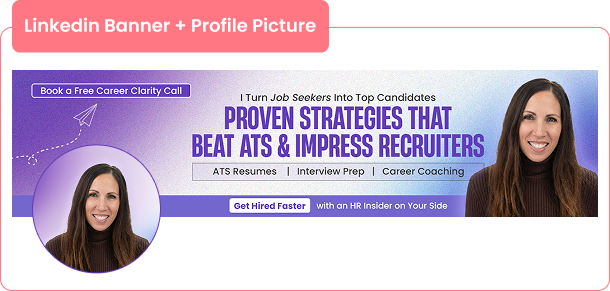 Linkedin Banner + Profile Picture
Book a Free Career Clarity Call
I Turn Job Seekers Into Top Candidates
PROVEN STRATEGIES THAT
BEAT ATS & IMPRESS RECRUITERS
ATS Resumes | Interview Prep | Career Coaching
Get Hired Faster with an HR Insider on Your Side